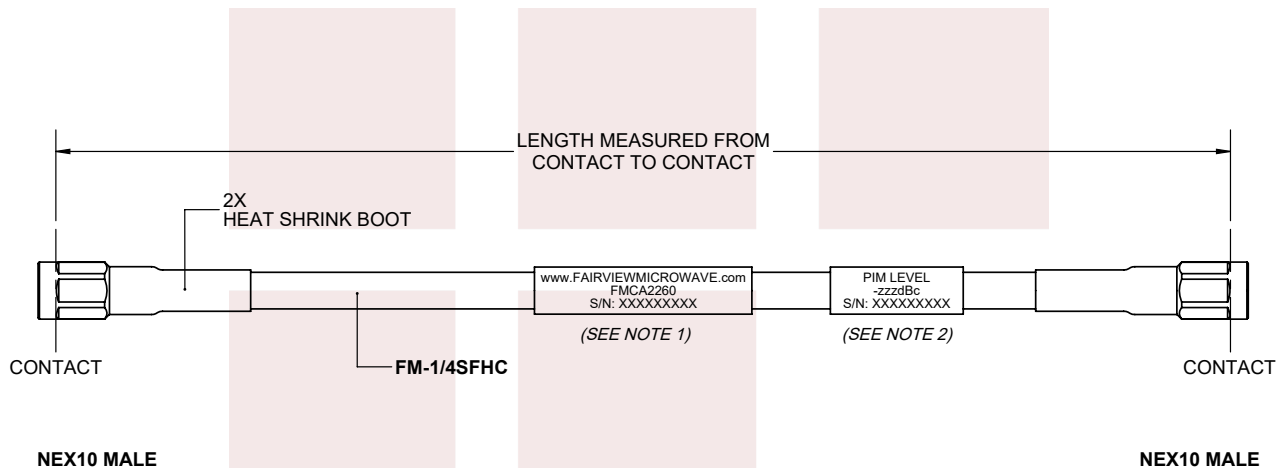 LENGTH MEASURED FROM
CONTACT TO CONTACT
2X
HEAT SHRINK BOOT
www.FAIRVIEWMICROWAVE.com
FMCA2260
S/N: XXXXXXXXX
PIM LEVEL
-zzzdBc
S/N: XXXXXXXXX
(SEE NOTE 1)
(SEE NOTE 2)
CONTACT
FM-1/4SFHC
CONTACT
NEX10 MALE
NEX10 MALE